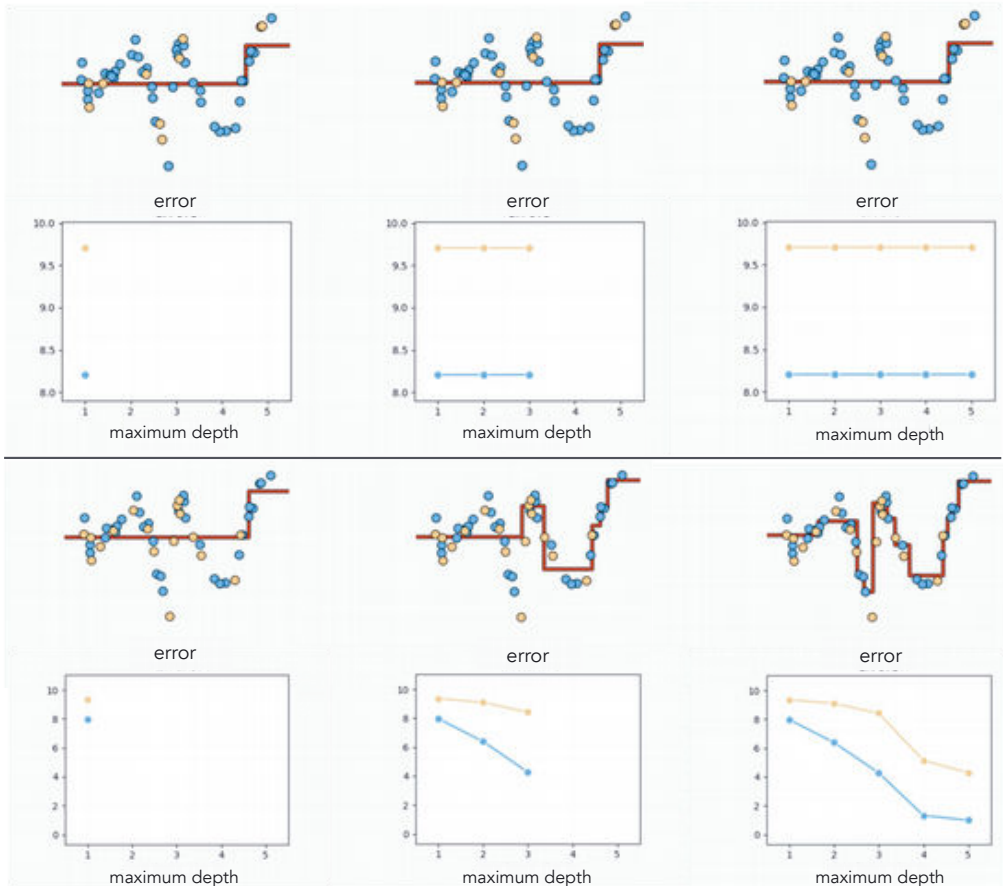 error error error
10.0 10.0 10.0
9.5 9.5 9.5
9.0 9.0 9.0
8.5 8.5 8.5
8.0 8.0 8.0
1 2 3 4 5 1 2 3 4 5 1 2 3 4 5
maximum depth maximum depth maximum depth
error error error
10 10 10
8 8 8
6 6 6
4 4 4
2 2 2
0 0 0
1 2 3 4 5 1 2 3 4 5 1 2 3 4 5
maximum depth maximum depth maximum depth